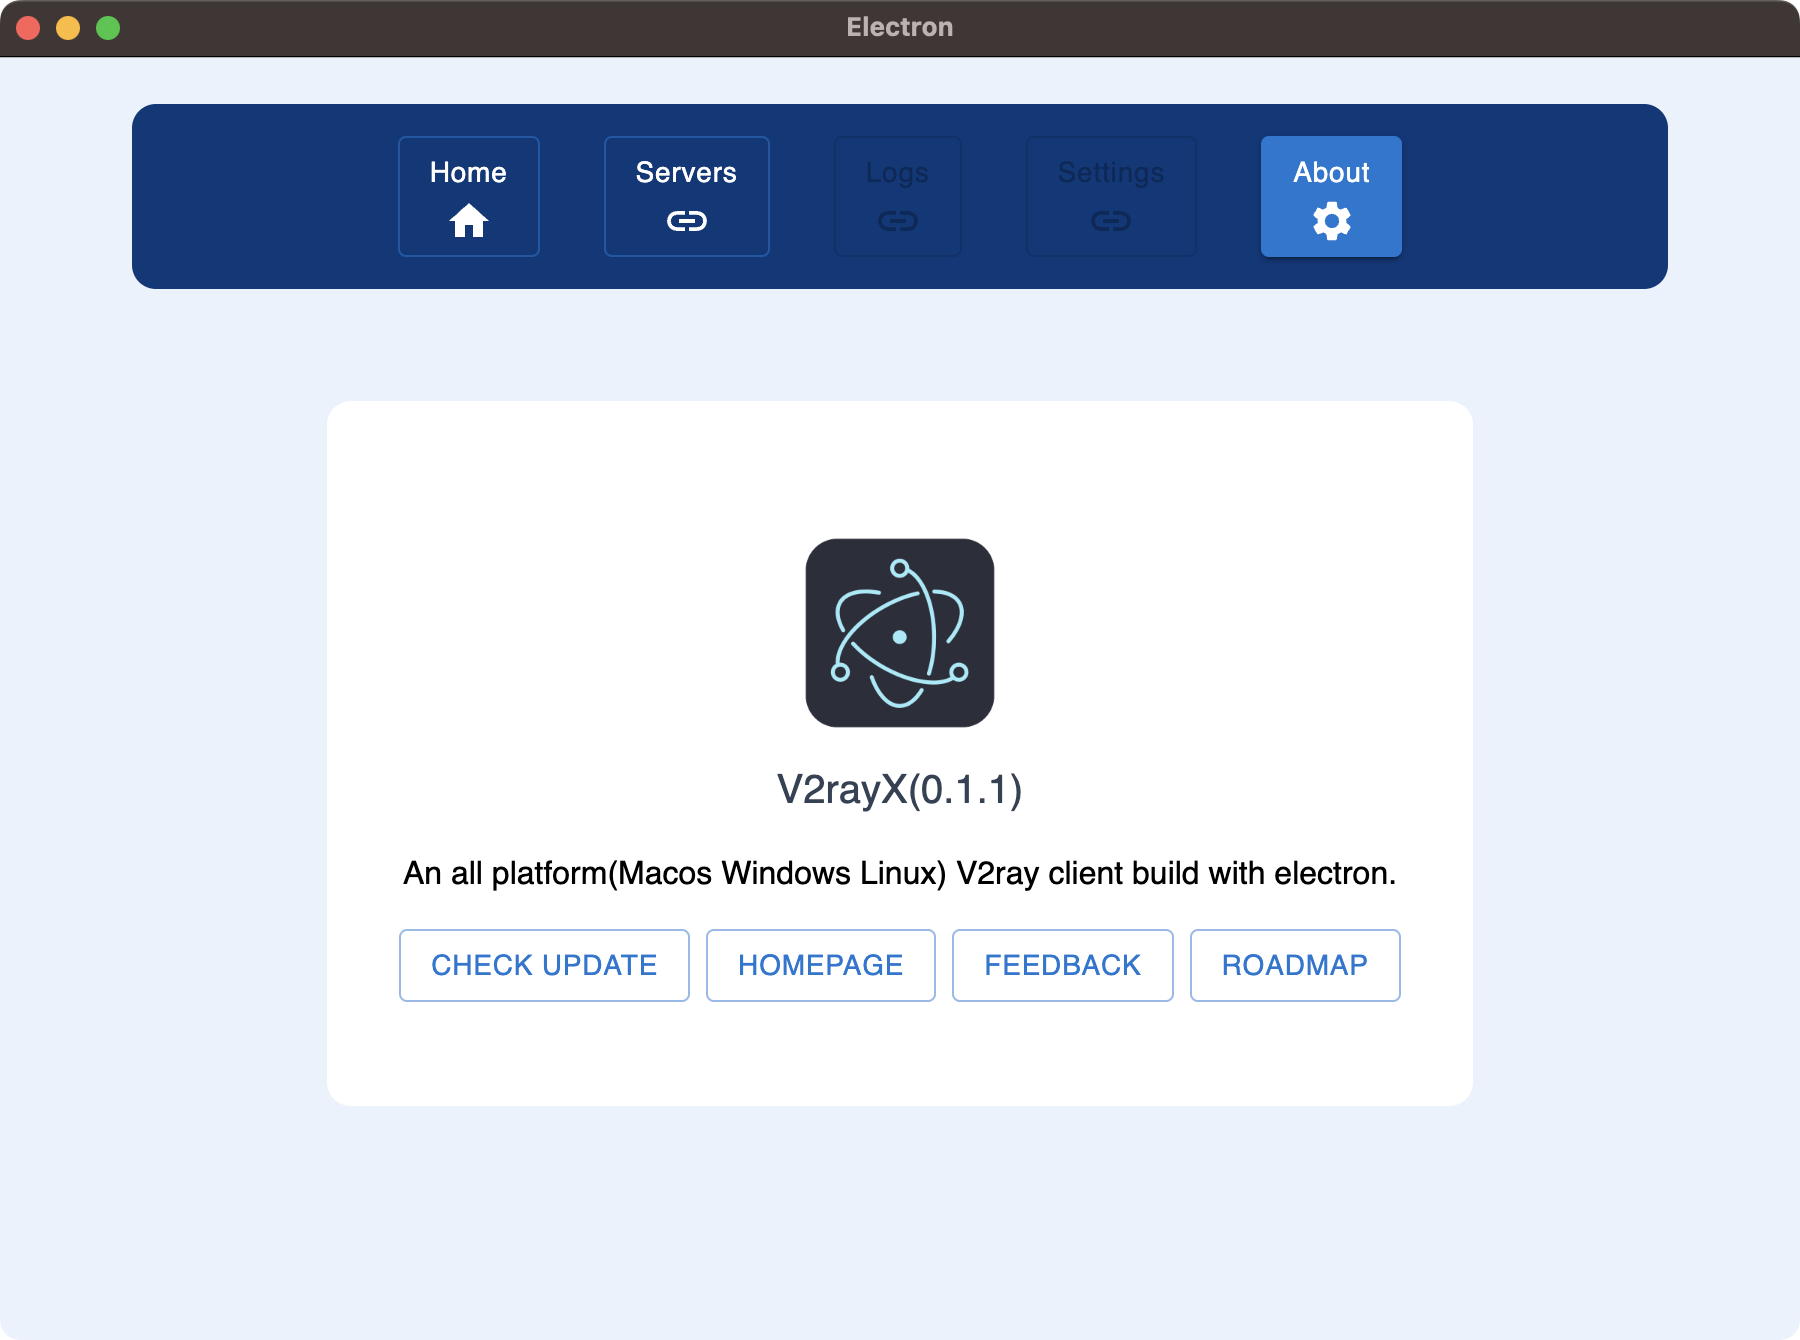 Electron
Home
Servers
Logs
Settings
About
V2rayX(0.1.1)
An all platform(Macos Windows Linux) V2ray client build with electron.
CHECK UPDATE
HOMEPAGE
FEEDBACK
ROADMAP